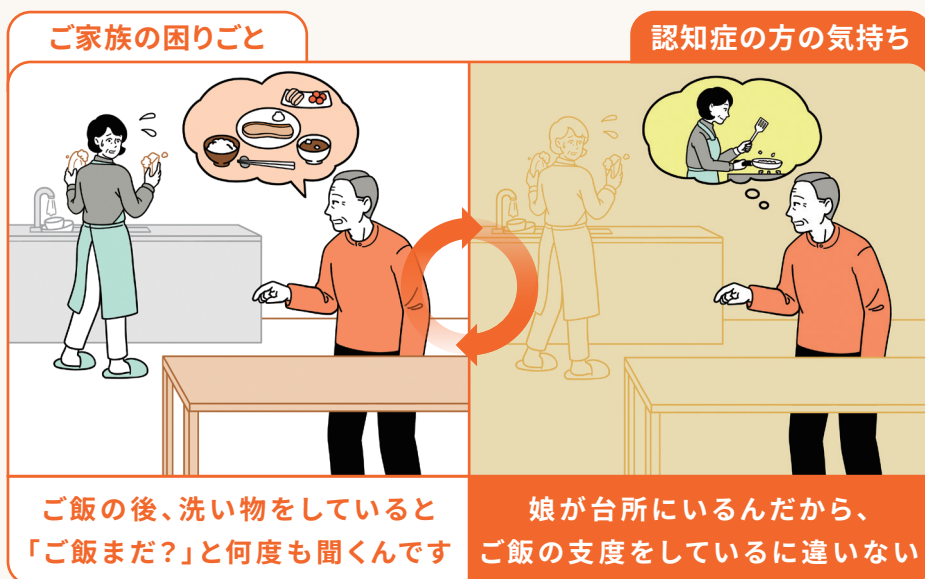 ご家族の困りごと
認知症の方の気持ち
ご飯の後、洗い物をしていると
「ご飯まだ?」と何度も聞くんです
娘が台所にいるんだから、
ご飯の支度をしているに違いない